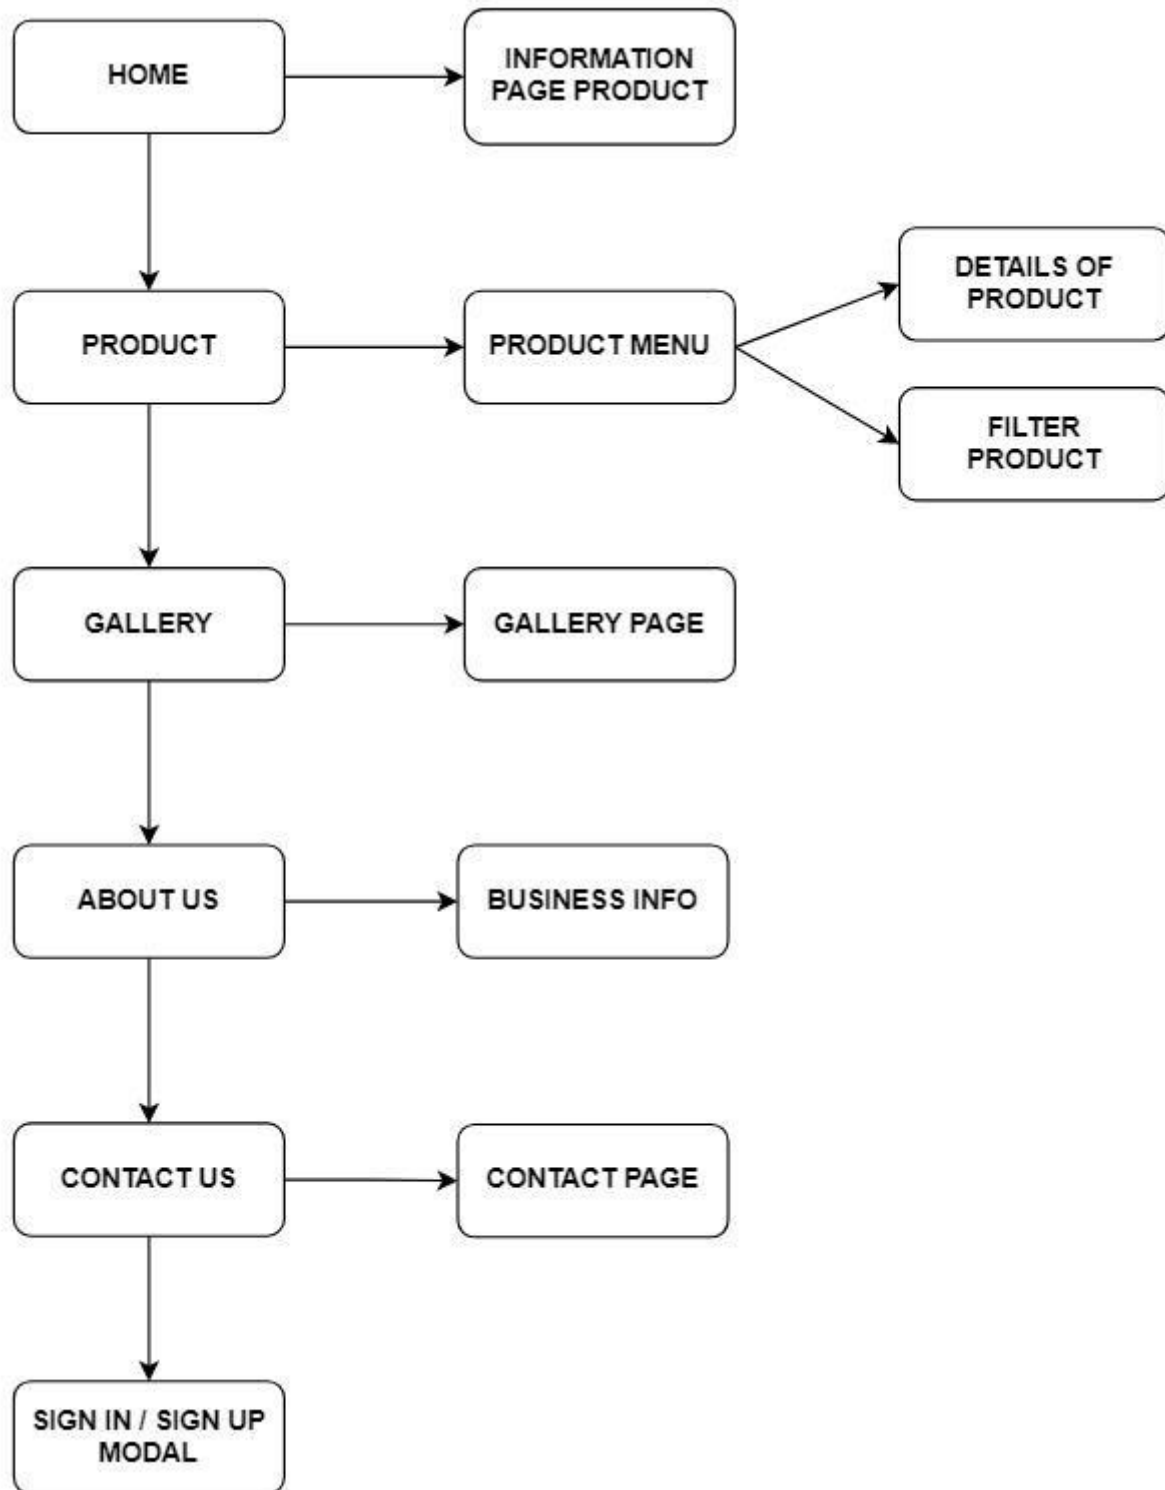 HOME
INFORMATION
PAGE PRODUCT
PRODUCT
PRODUCT MENU
DETAILS OF
PRODUCT
FILTER
PRODUCT
GALLERY
GALLERY PAGE
ABOUT US
BUSINESS INFO
CONTACT US
CONTACT PAGE
SIGN IN / SIGN UP
MODAL